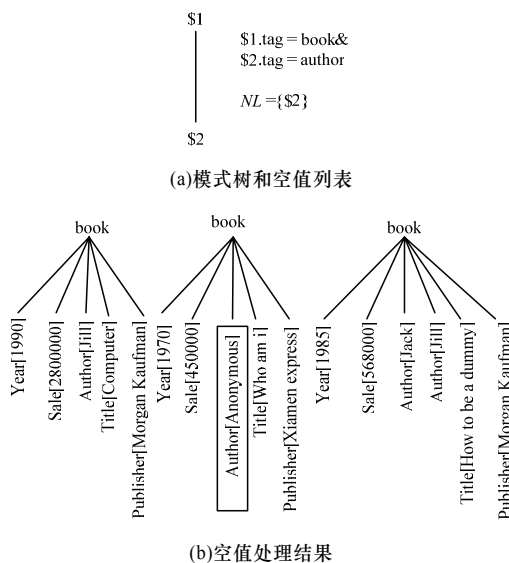 $1
$1.tag = book&
$2.tag = author
NL ={$2}
$2
(a)模式树和空值列表
book
book
book
Year[1990]
Sale[2800000]
Author[Jill]
Title[Computer]
Publisher[Morgan Kaufman]
Year[1970]
Sale[450000]
Author[Anonymous]
Title[Who am i]
Publisher[Xiamen express]
Year[1985]
Sale[568000]
Author[Jack]
Author[Jill]
Title[How to be a dummy]
Publisher[Morgan Kaufman]
(b)空值处理结果